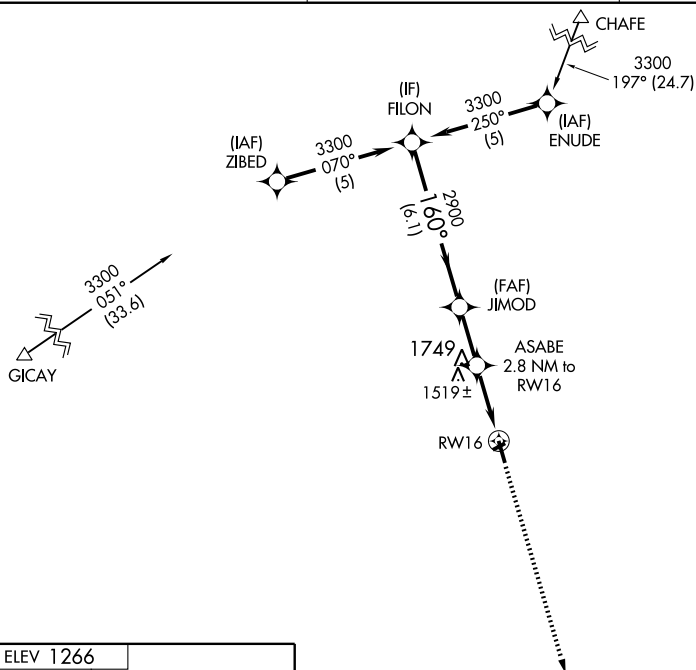 CHAFE
3300
197° (24.7)
(IF)
FILON
3300
250°
(5)
(IAF)
ENUDE
(IAF)
ZIBED
3300
070°
(5)
2900
160°
(6.1)
3300
051°
(33.6)
GICAY
(FAF)
JIMOD
1749
ASABE
2.8 NM to
RW16
1519±
RW16
ELEV 1266